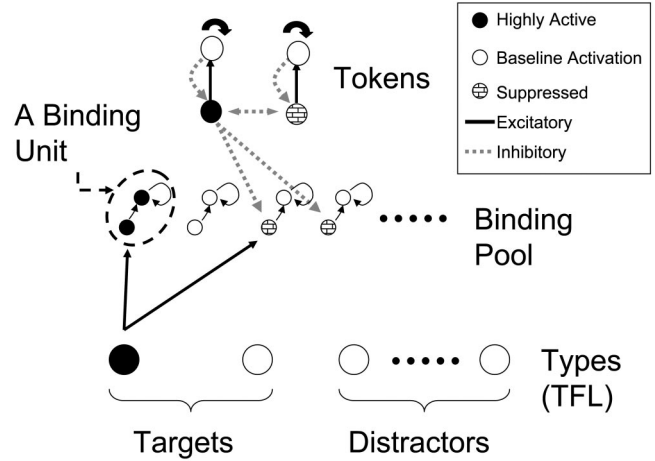 Highly Active
Baseline Activation
Suppressed
Excitatory
Inhibitory
Tokens
A Binding
Unit
Binding
Pool
Types
(TFL)
Targets
Distractors